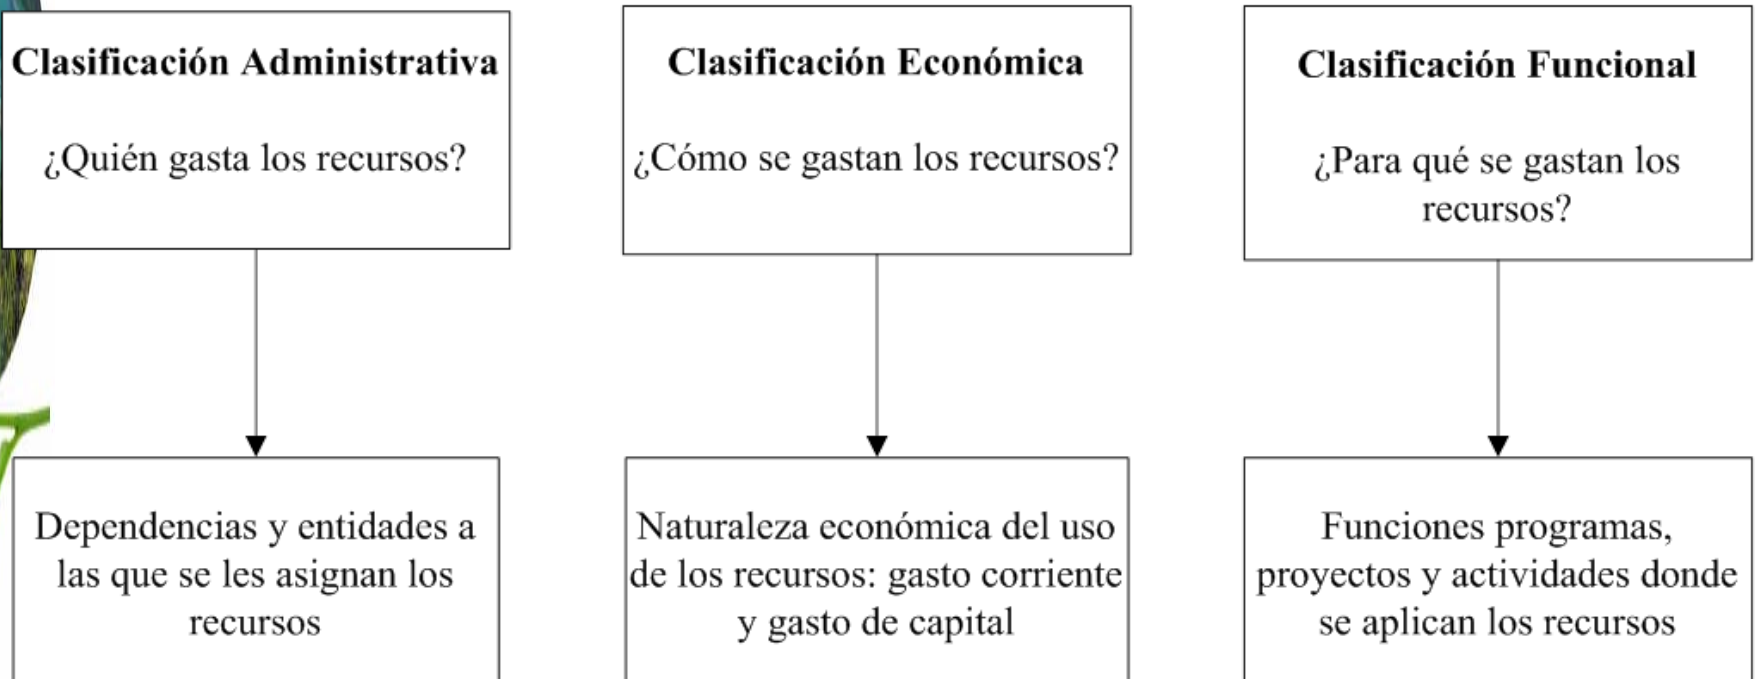 Clasificación Administrativa
¿Quién gasta los recursos?
Dependencias y entidades a
las que se les asignan los
recursos
Clasificación Económica
¿Cómo se gastan los recursos?
Naturaleza económica del uso
de los recursos: gasto corriente
y gasto de capital
Clasificación Funcional
¿Para qué se gastan los
recursos?
Funciones programas,
proyectos y actividades donde
se aplican los recursos